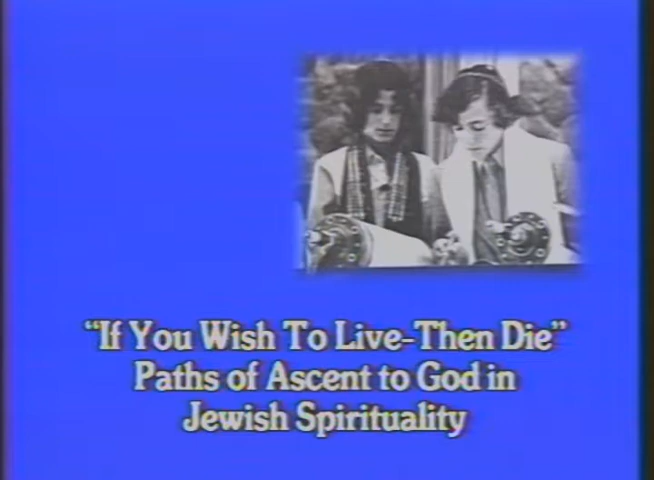 “If You Wish To Live-Then Die”
Paths of Ascent to God in
Jewish Spirituality